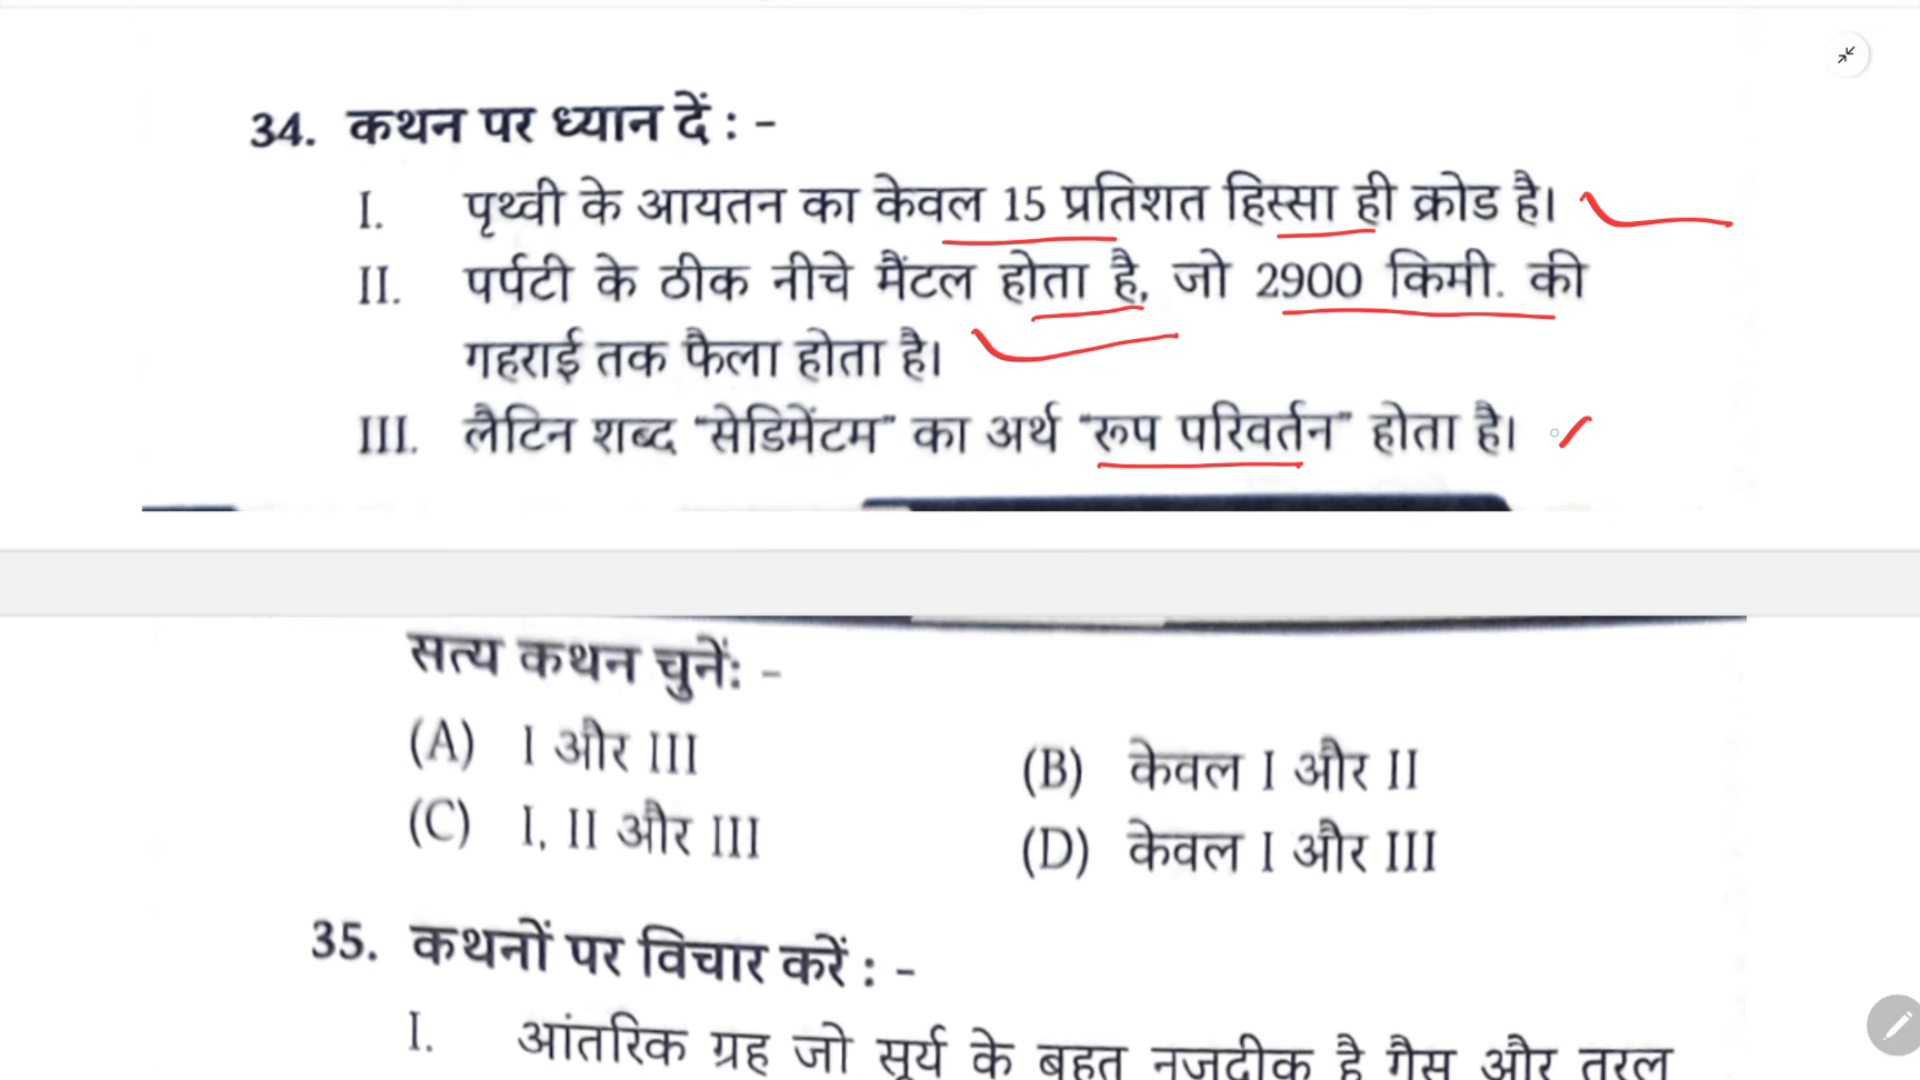 34. कथन पर ध्यान दें : -
I. पृथ्वी के आयतन का केवल 15 प्रतिशत हिस्सा ही क्रोड है।
II. पर्पटी के ठीक नीचे मैंटल होता है, जो 2900 किमी. की
गहराई तक फैला होता है।
III. लैटिन शब्द "सेडिमेंटम" का अर्थ "रूप परिवर्तन" होता है।
सत्य कथन चुनें: -
(A) I और III
(B) केवल I और II
(C) I, II और III
(D) केवल I और III
35. कथनों पर विचार करें : -
I. आंतरिक ग्रह जो सूर्य के बहुत नजदीक है गैस और तरल